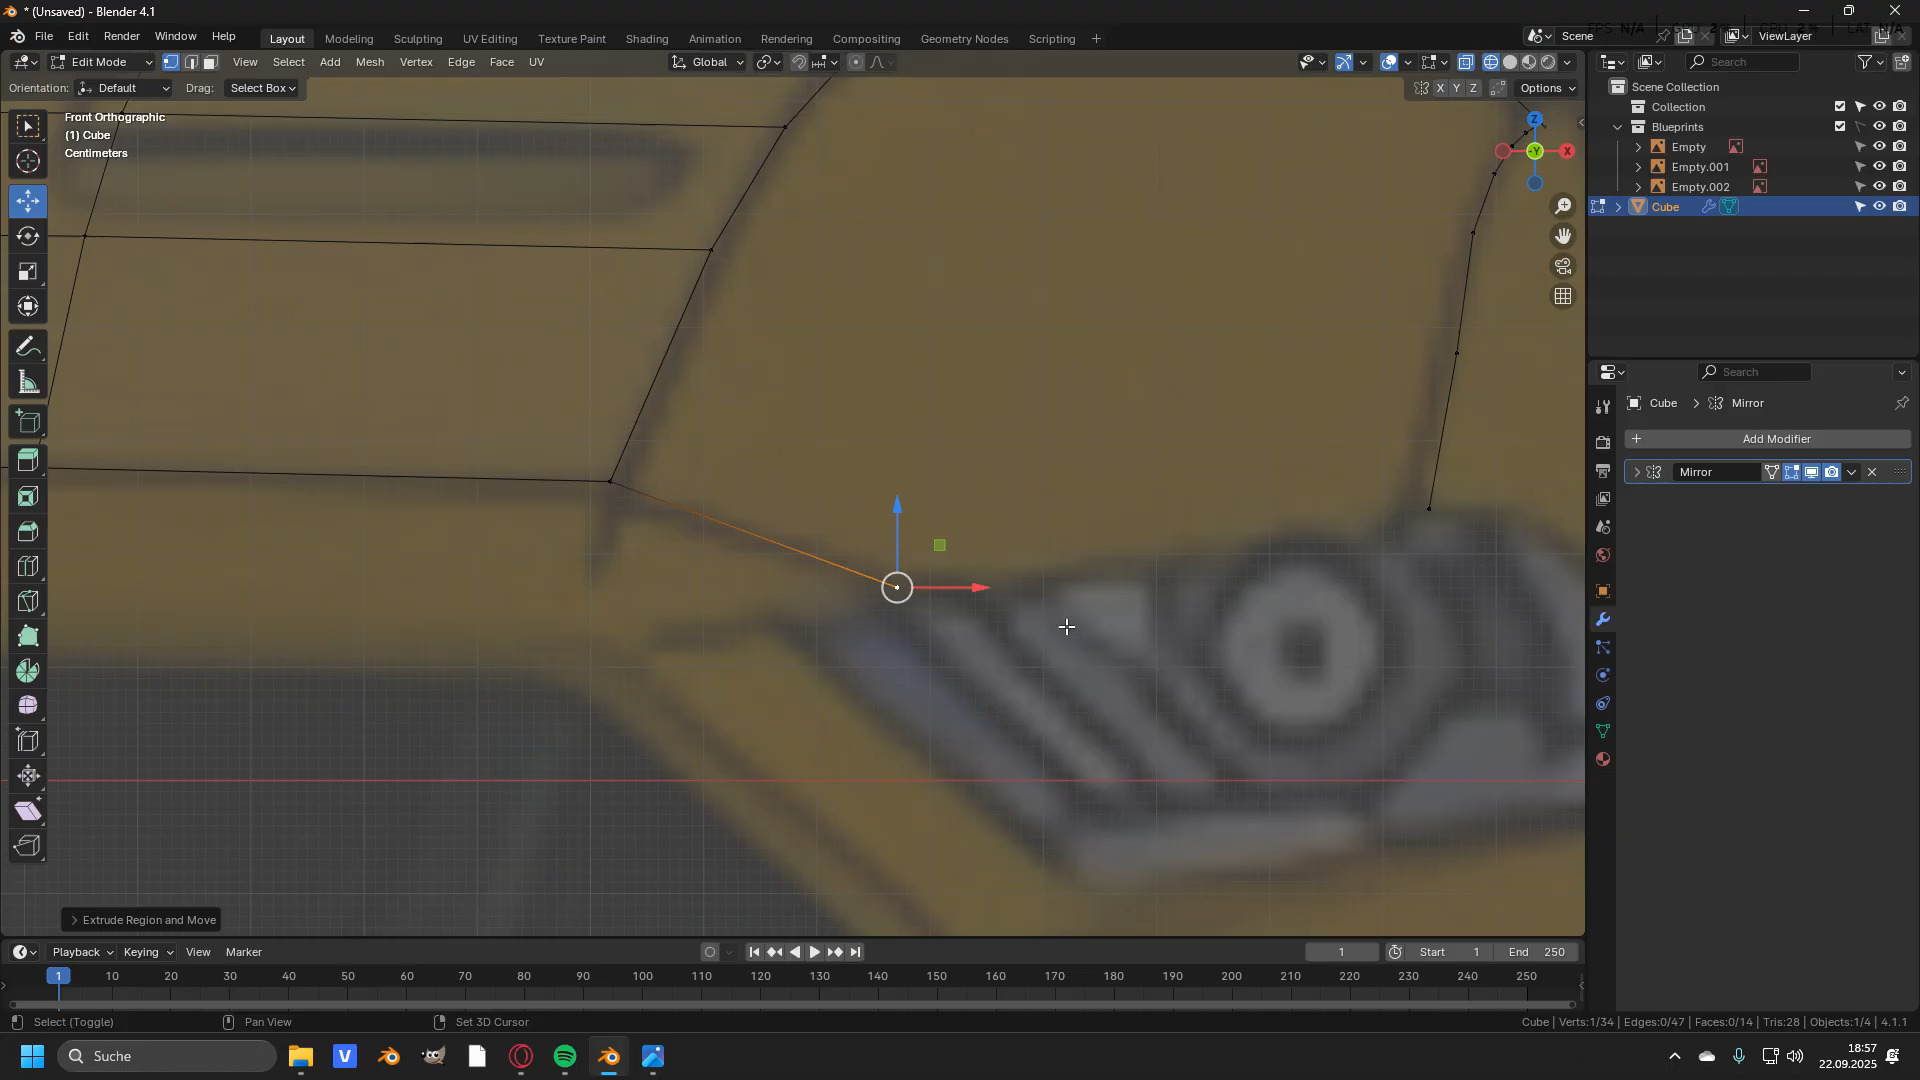 * (Unsaved) - Blender 4.1
File Edit Render Window Help Layout Modeling Sculpting UV Editing Texture Paint Shading Animation Rendering Compositing Geometry Nodes Scripting + Scene ViewLayer
Edit Mode View Select Add Mesh Vertex Edge Face UV Global Search
Orientation: Default Drag: Select Box X Y Z Options
Scene Collection
Collection
Blueprints
Empty
Empty.001
Empty.002
Cube
Front Orthographic
(1) Cube
Centimeters
Z
-Y
X
Search
Cube > Mirror
Add Modifier
Mirror
Extrude Region and Move
Playback Keying View Marker 1 Start 1 End 250
1 10 20 30 40 50 60 70 80 90 100 110 120 130 140 150 160 170 180 190 200 210 220 230 240 250
Select (Toggle) Pan View Set 3D Cursor Cube | Verts:1/34 | Edges:0/47 | Faces:0/14 | Tris:28 | Objects:1/4 | 4.1.1
Suche
V
18:57
22.09.2025